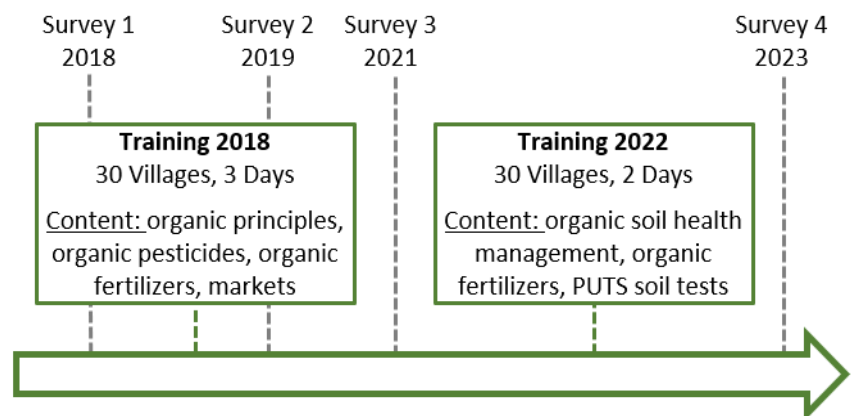 Survey 1
2018
Survey 2
2019
Survey 3
2021
Survey 4
2023
Training 2018
30 Villages, 3 Days
Content: organic principles,
organic pesticides, organic
fertilizers, markets
Training 2022
30 Villages, 2 Days
Content: organic soil health
management, organic
fertilizers, PUTS soil tests